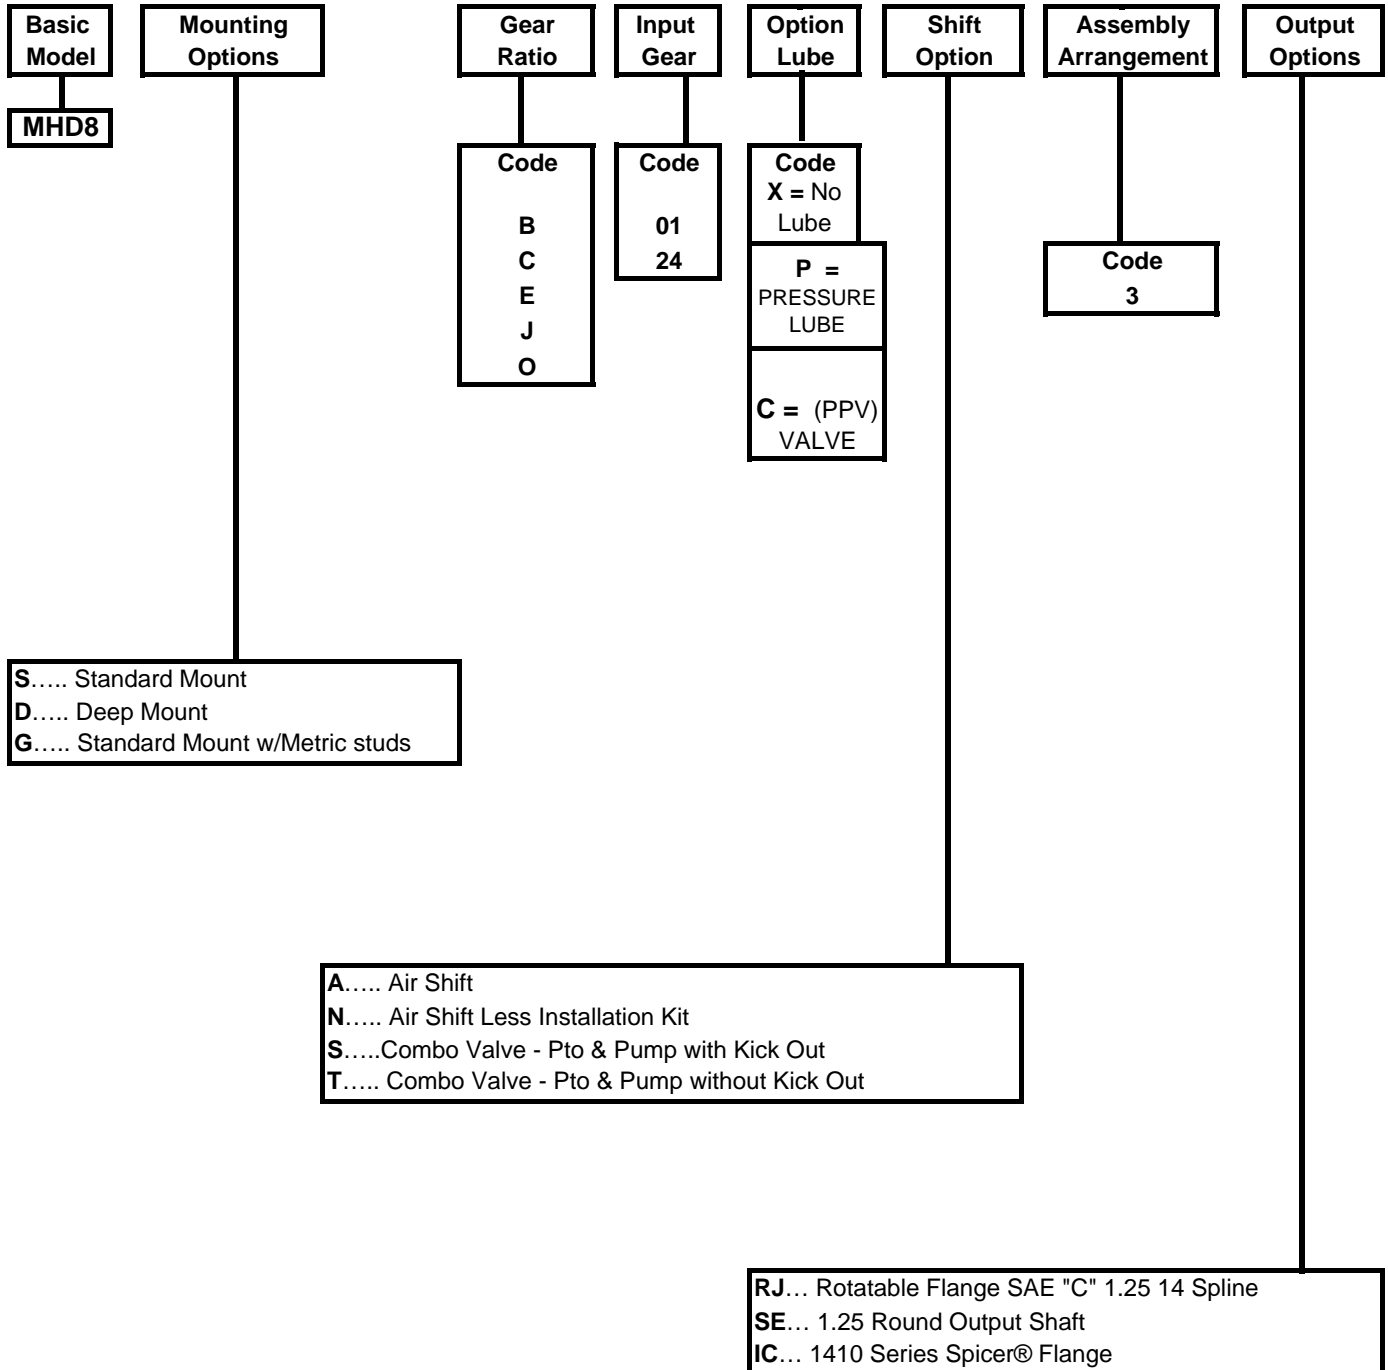 Basic
Model
Mounting
Options
Gear
Ratio
Input
Gear
Option
Lube
Shift
Option
Assembly
Arrangement
Output
Options
MHD8
Code
B
C
E
J
O
Code
01
24
Code
X = No
Lube
P =
PRESSURE
LUBE
C = (PPV)
VALVE
Code
3
S….. Standard Mount
D….. Deep Mount
G….. Standard Mount w/Metric studs
A….. Air Shift
N….. Air Shift Less Installation Kit
S…..Combo Valve - Pto & Pump with Kick Out
T….. Combo Valve - Pto & Pump without Kick Out
RJ… Rotatable Flange SAE "C" 1.25 14 Spline
SE… 1.25 Round Output Shaft
IC… 1410 Series Spicer® Flange